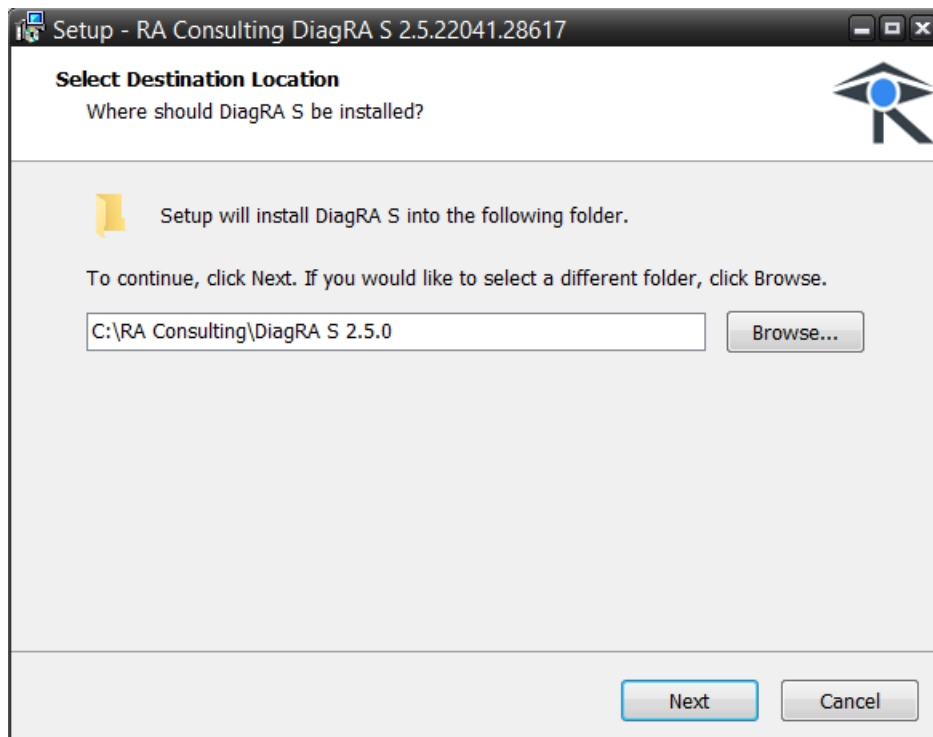 Setup - RA Consulting DiagRA S 2.5.22041.28617
Select Destination Location
Where should DiagRA S be installed?
Setup will install DiagRA S into the following folder.
To continue, click Next. If you would like to select a different folder, click Browse.
C:\RA Consulting\DiagRA S 2.5.0
Browse...
Next
Cancel